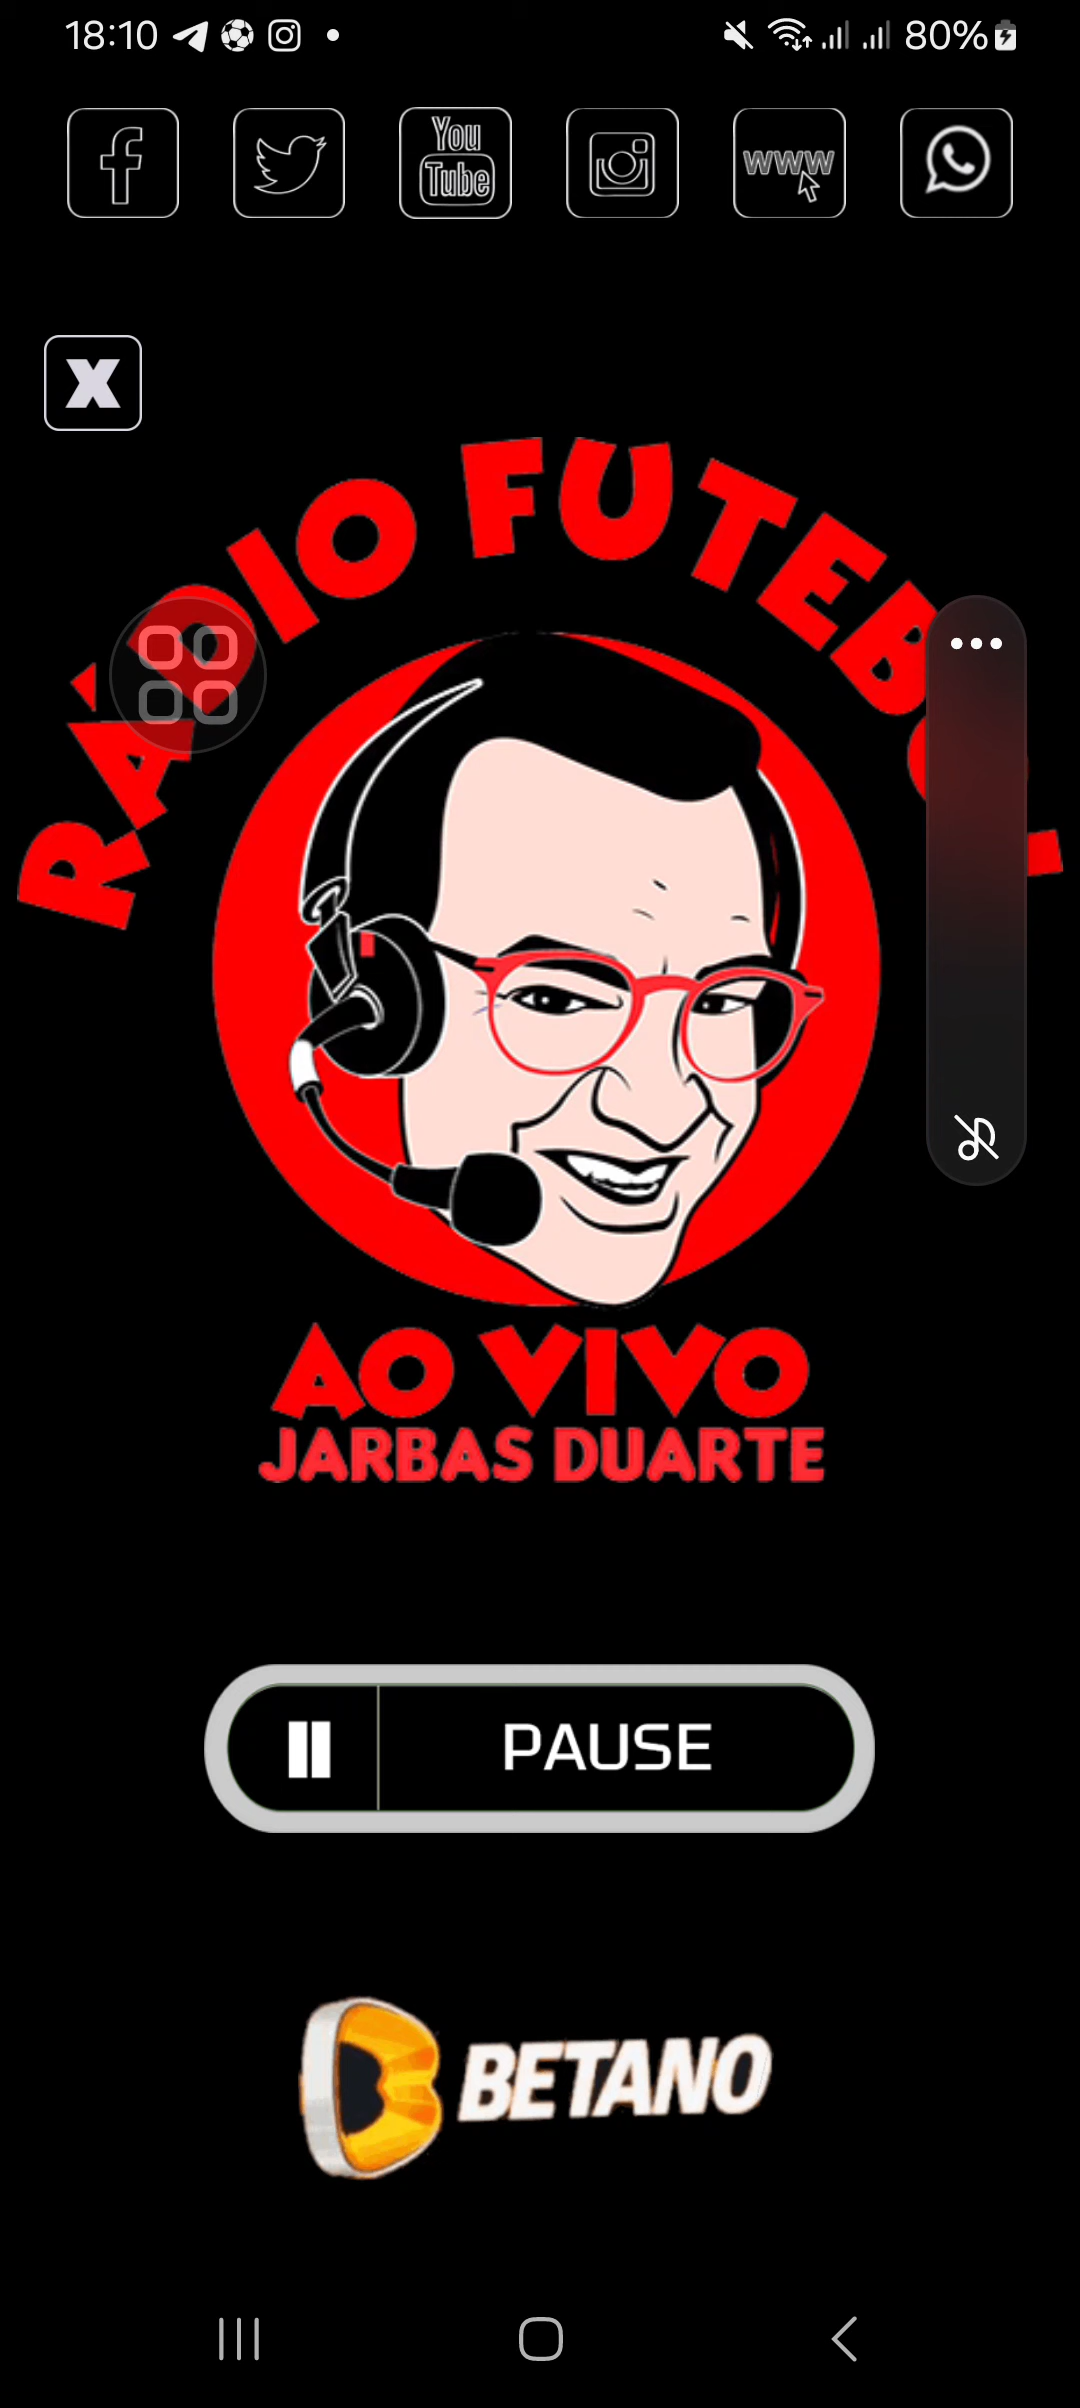 18:10 80%
You
Tube
www
X
RÁDIO FUTEBOL
AO VIVO
JARBAS DUARTE
PAUSE
BETANO